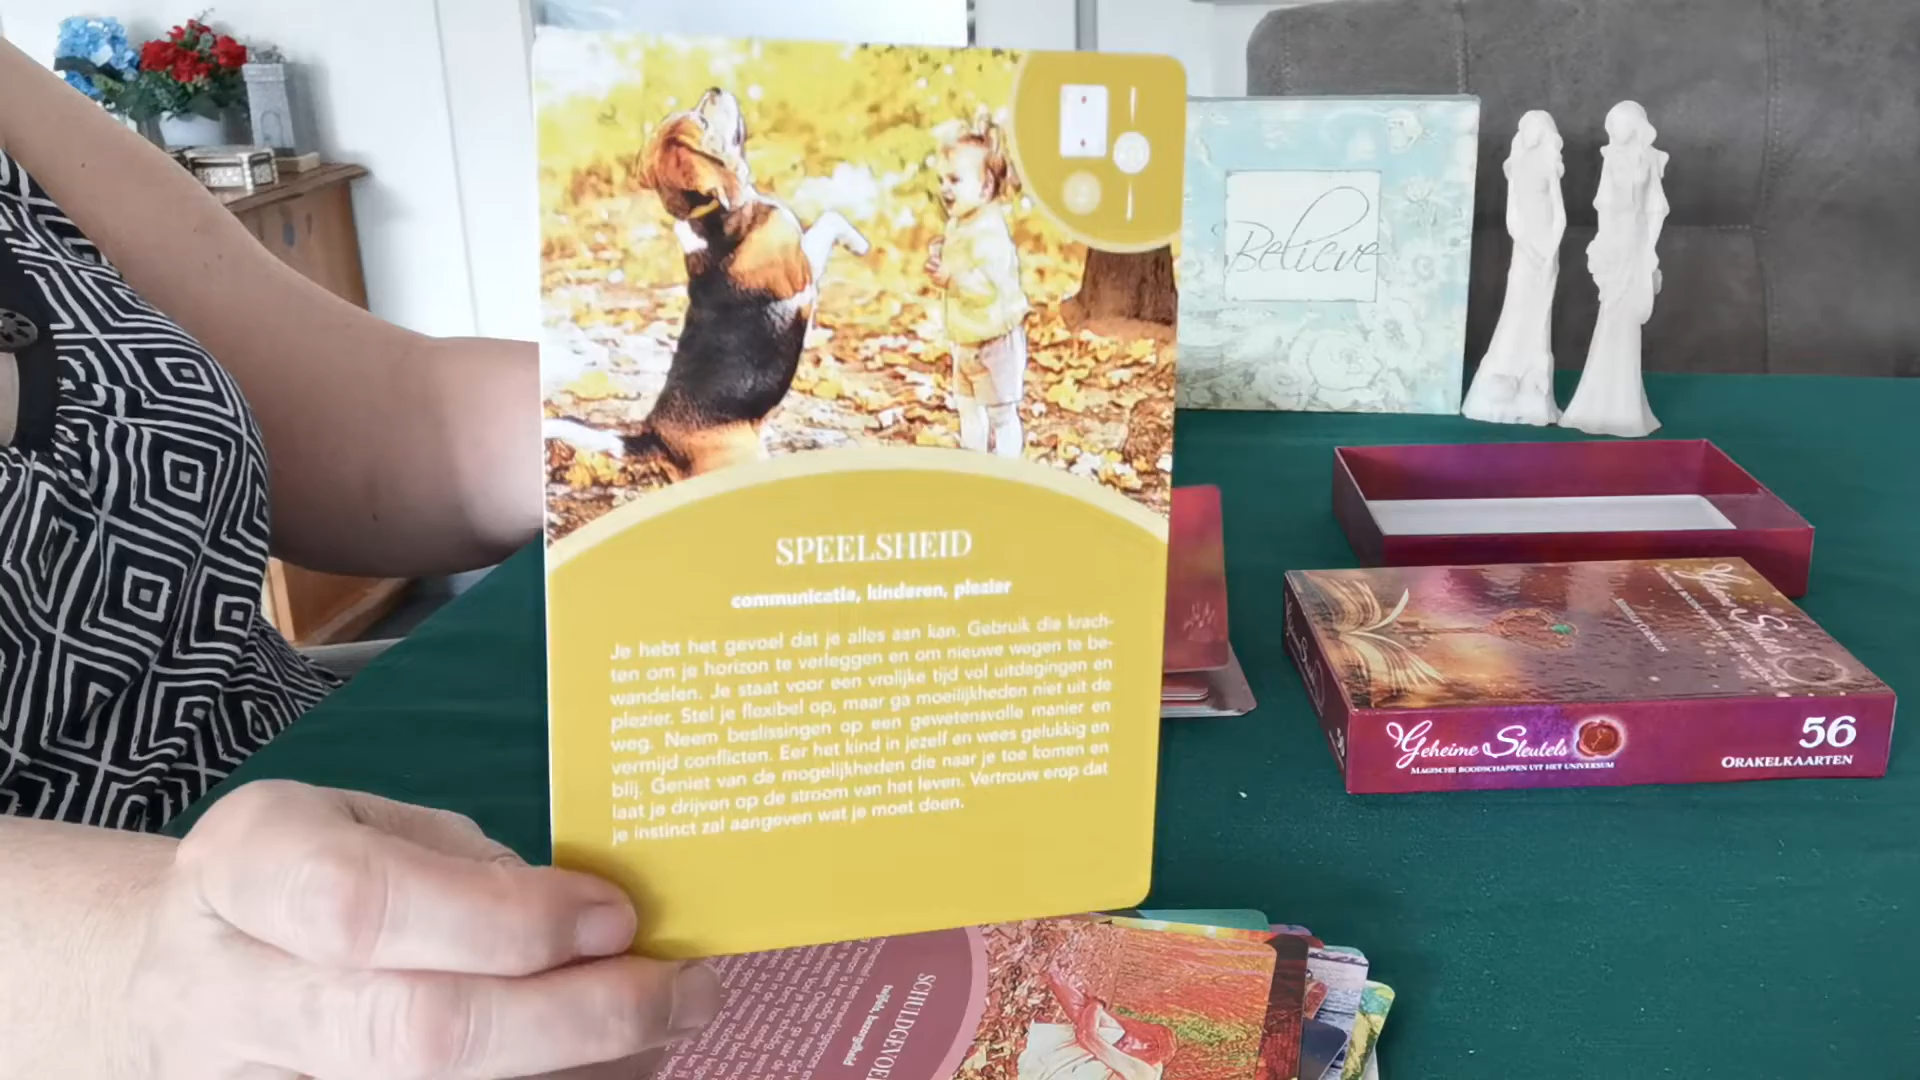 SPEELSHEID
communicatie, kinderen, plezier
Je hebt het gevoel dat je alles aan kan. Gebruik die krach-
ten om je horizon te verleggen en om nieuwe wegen te be-
wandelen. Je staat voor een vrolijke tijd vol uitdagingen en
plezier. Stel je flexibel op, maar ga moeilijkheden niet uit de
weg. Neem beslissingen op een gewetensvolle manier en
vermijd conflicten. Eer het kind in jezelf en wees gelukkig en
blij. Geniet van de mogelijkheden die naar je toe komen en
laat je drijven op de stroom van het leven. Vertrouw erop dat
je instinct zal aangeven wat je moet doen.
Believe
Geheime Sleutels
Geheime Sleutels
MAGISCHE BOODSCHAPPEN UIT HET UNIVERSUM
56
ORAKELKAARTEN
SCHULDGEVOE
twijfels, bezorgdheid